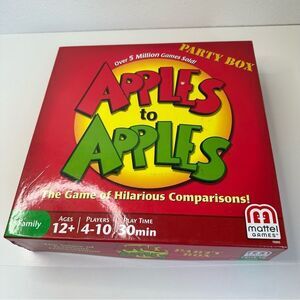 PARTY BOX
Over 5 Million Games Sold!
APPLES
to
APPLES
The Game of Hilarious Comparisons!
Family
AGES
12+
PLAYERS
4-10
PLAY TIME
30min
mattel
GAMES